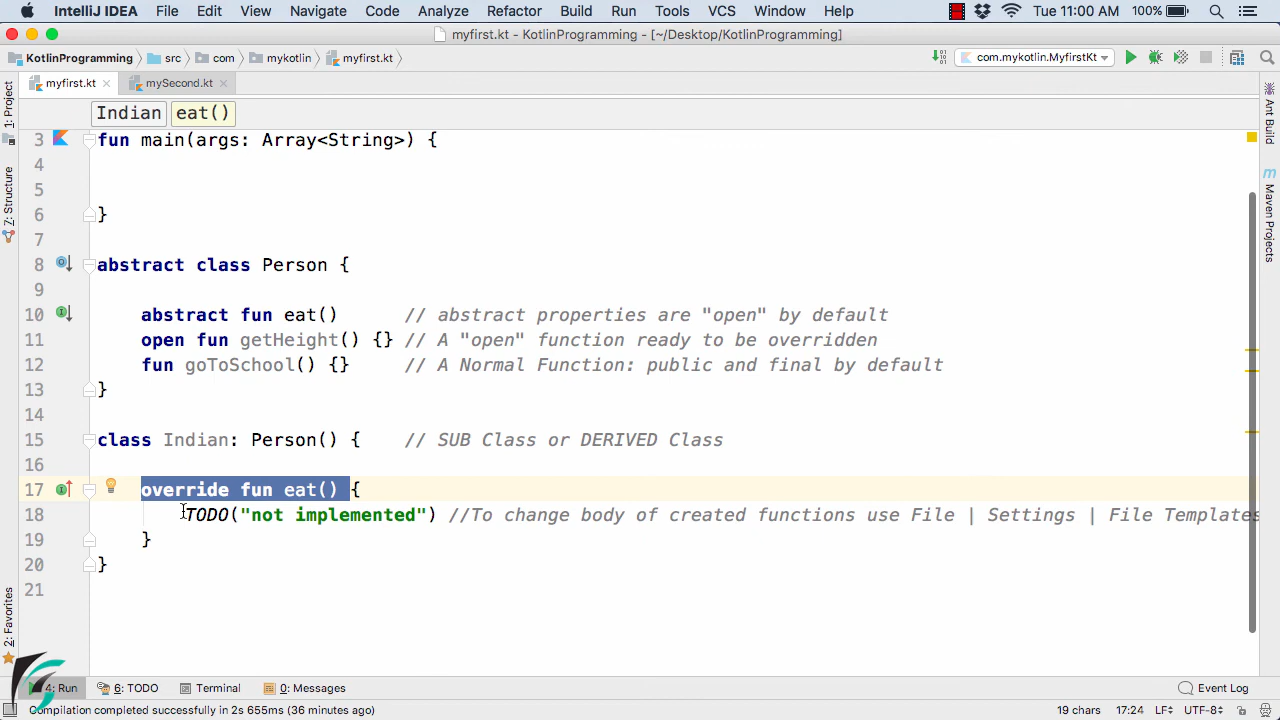 IntelliJ IDEA File Edit View Navigate Code Analyze Refactor Build Run Tools VCS Window Help Tue 11:00 AM 100%
myfirst.kt - KotlinProgramming - [~/Desktop/KotlinProgramming]
KotlinProgramming src com mykotlin myfirst.kt com.mykotlin.MyfirstKt
myfirst.kt mySecond.kt
Indian eat()
3 fun main(args: Array<String>) {
4
5
6 }
7
8 abstract class Person {
9
10 abstract fun eat() // abstract properties are "open" by default
11 open fun getHeight() {} // A "open" function ready to be overridden
12 fun goToSchool() {} // A Normal Function: public and final by default
13 }
14
15 class Indian: Person() { // SUB Class or DERIVED Class
16
17 override fun eat() {
18 TODO("not implemented") //To change body of created functions use File | Settings | File Templates
19 }
20 }
21
1: Project
7: Structure
2: Favorites
Ant Build
m
Maven Projects
4: Run 6: TODO Terminal 0: Messages Event Log
Compilation completed successfully in 2s 655ms (36 minutes ago) 19 chars 17:24 LF÷ UTF-8÷